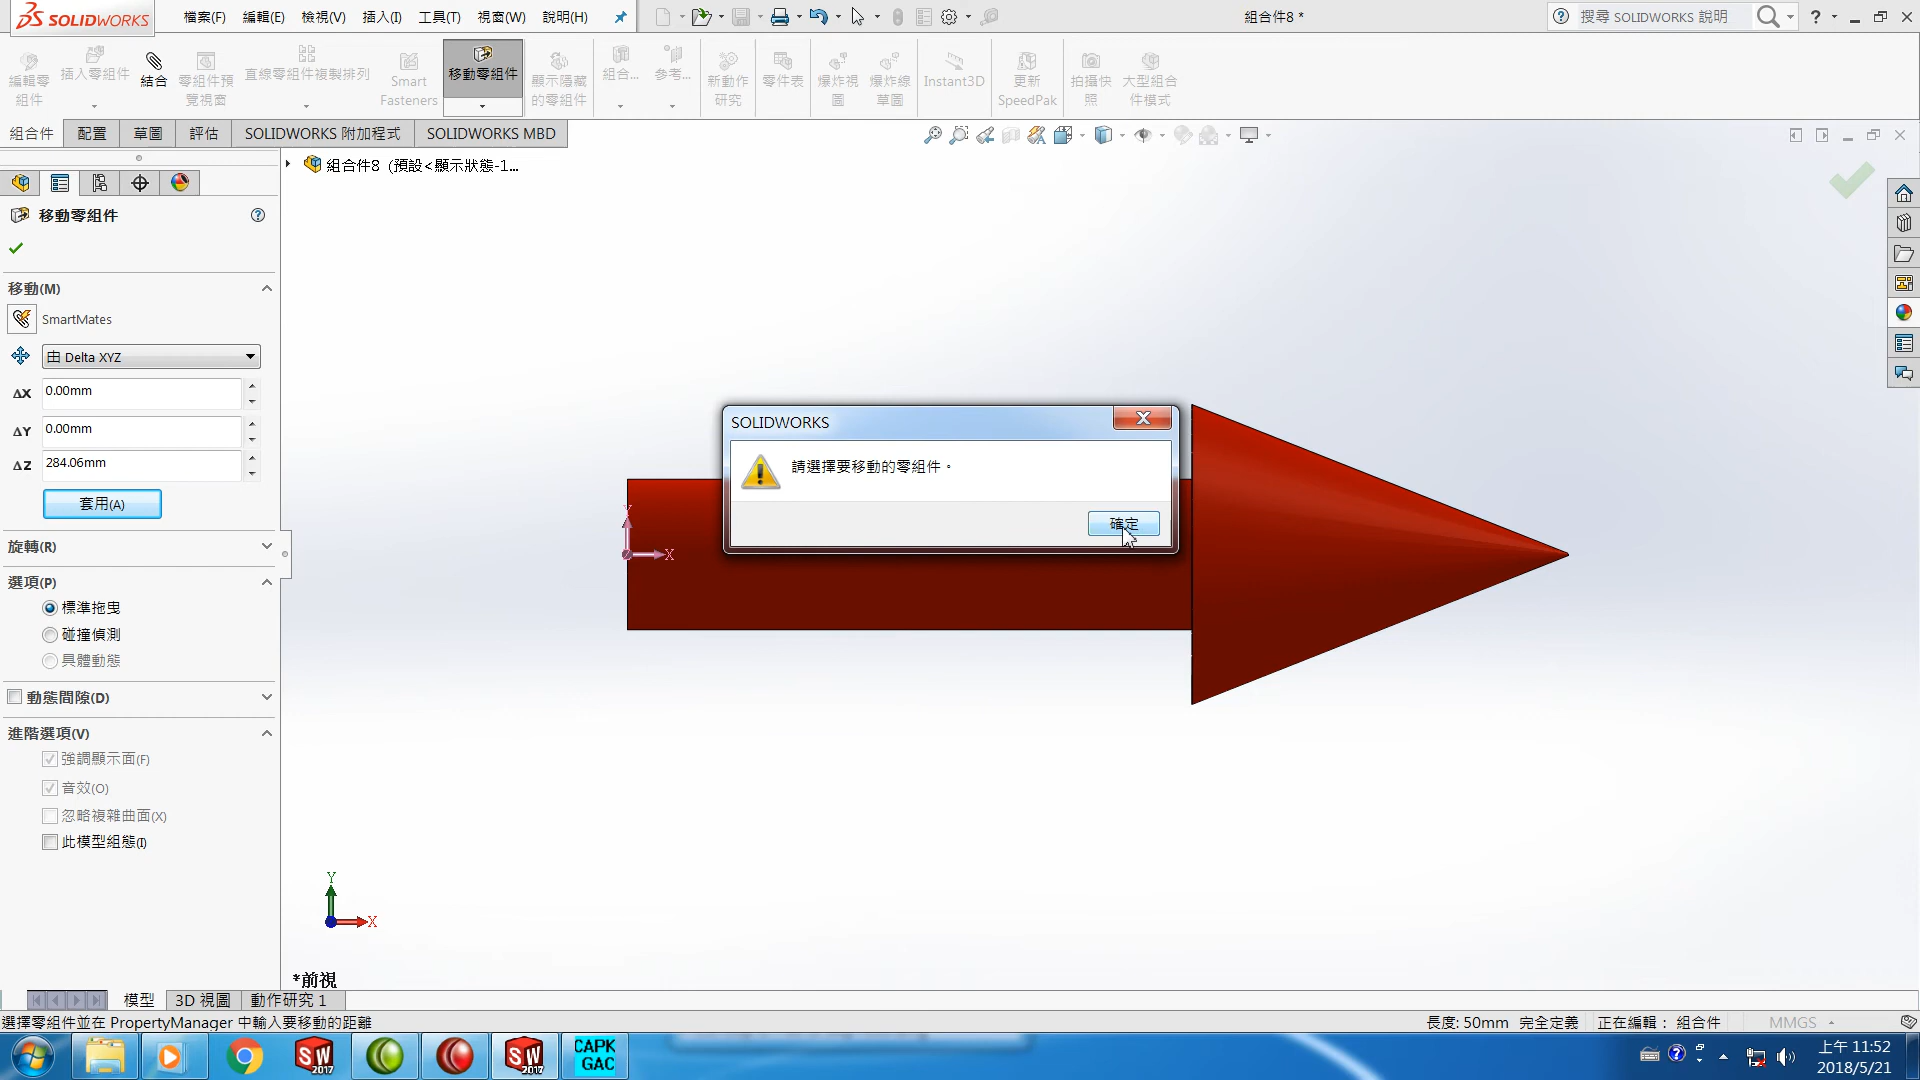 SOLIDWORKS 檔案(F) 編輯(E) 檢視(V) 插入(I) 工具(T) 視窗(W) 說明(H) 組合件8 * 搜尋 SOLIDWORKS 說明
編輯零組件 插入零組件 結合 零組件預覽視窗 直線零組件複製排列 Smart Fasteners 移動零組件 顯示隱藏的零組件 組合... 參考... 新動作研究 零件表 爆炸視圖 爆炸線草圖 Instant3D 更新 SpeedPak 拍攝快照 大型組合件模式
組合件 配置 草圖 評估 SOLIDWORKS 附加程式 SOLIDWORKS MBD
組合件8 (預設<顯示狀態-1...
移動零組件
移動(M)
SmartMates
由 Delta XYZ
ΔX 0.00mm
ΔY 0.00mm
ΔZ 284.06mm
套用(A)
旋轉(R)
選項(P)
標準拖曳
碰撞偵測
具體動態
動態間隙(D)
進階選項(V)
強調顯示面(F)
音效(O)
忽略複雜曲面(X)
此模型組態(I)
SOLIDWORKS
請選擇要移動的零組件。
確定
Y
X
Y
X
*前視
模型 3D 視圖 動作研究 1
選擇零組件並在 PropertyManager 中輸入要移動的距離 長度: 50mm 完全定義 正在編輯： 組合件 MMGS
SW 2017 SW 2017 CAPK GAC
上午 11:52
2018/5/21